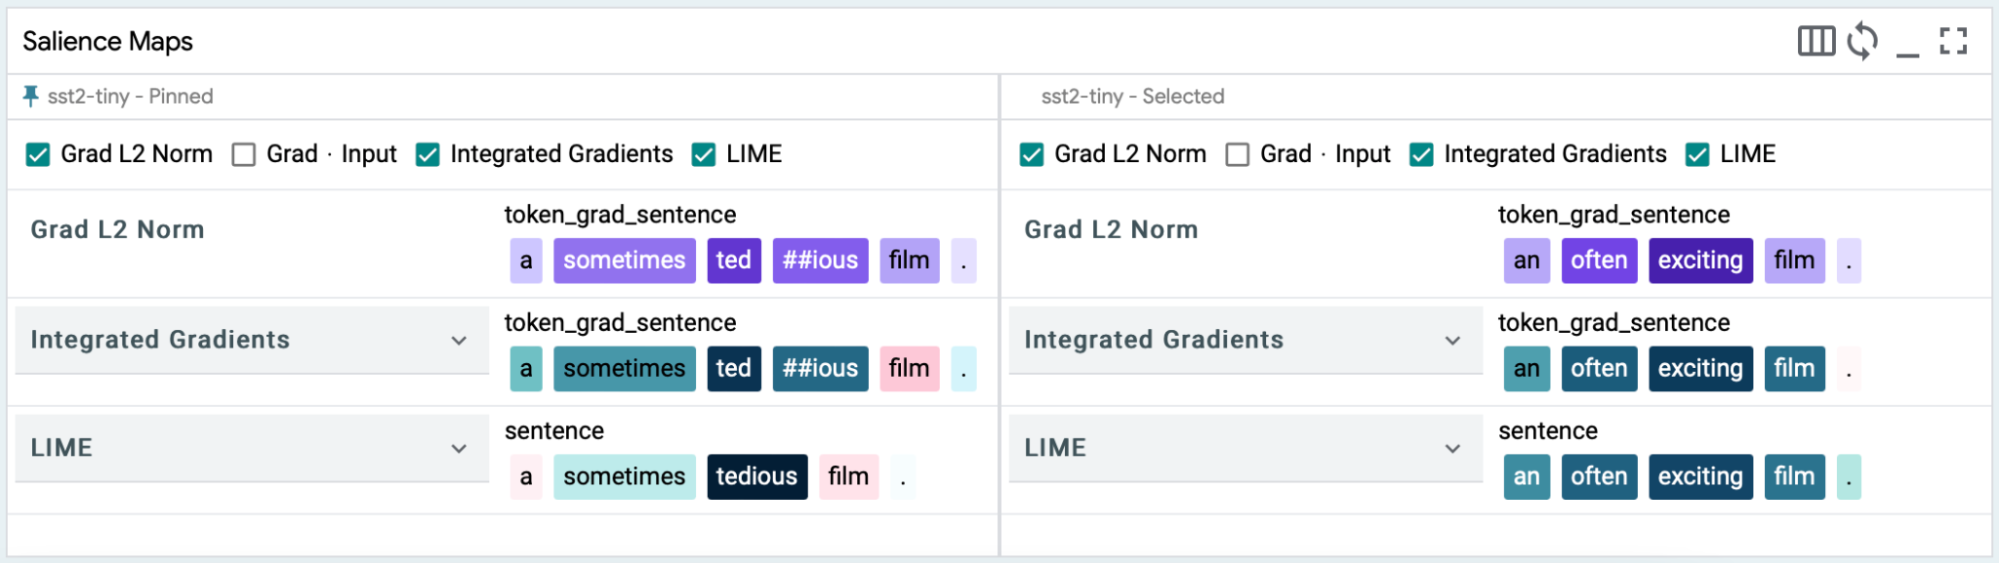 Salience Maps
sst2-tiny - Pinned
Grad L2 Norm Grad · Input Integrated Gradients LIME
Grad L2 Norm
token_grad_sentence
a sometimes ted ##ious film .
Integrated Gradients
token_grad_sentence
a sometimes ted ##ious film .
LIME
sentence
a sometimes tedious film .
sst2-tiny - Selected
Grad L2 Norm Grad · Input Integrated Gradients LIME
Grad L2 Norm
token_grad_sentence
an often exciting film .
Integrated Gradients
token_grad_sentence
an often exciting film .
LIME
sentence
an often exciting film .